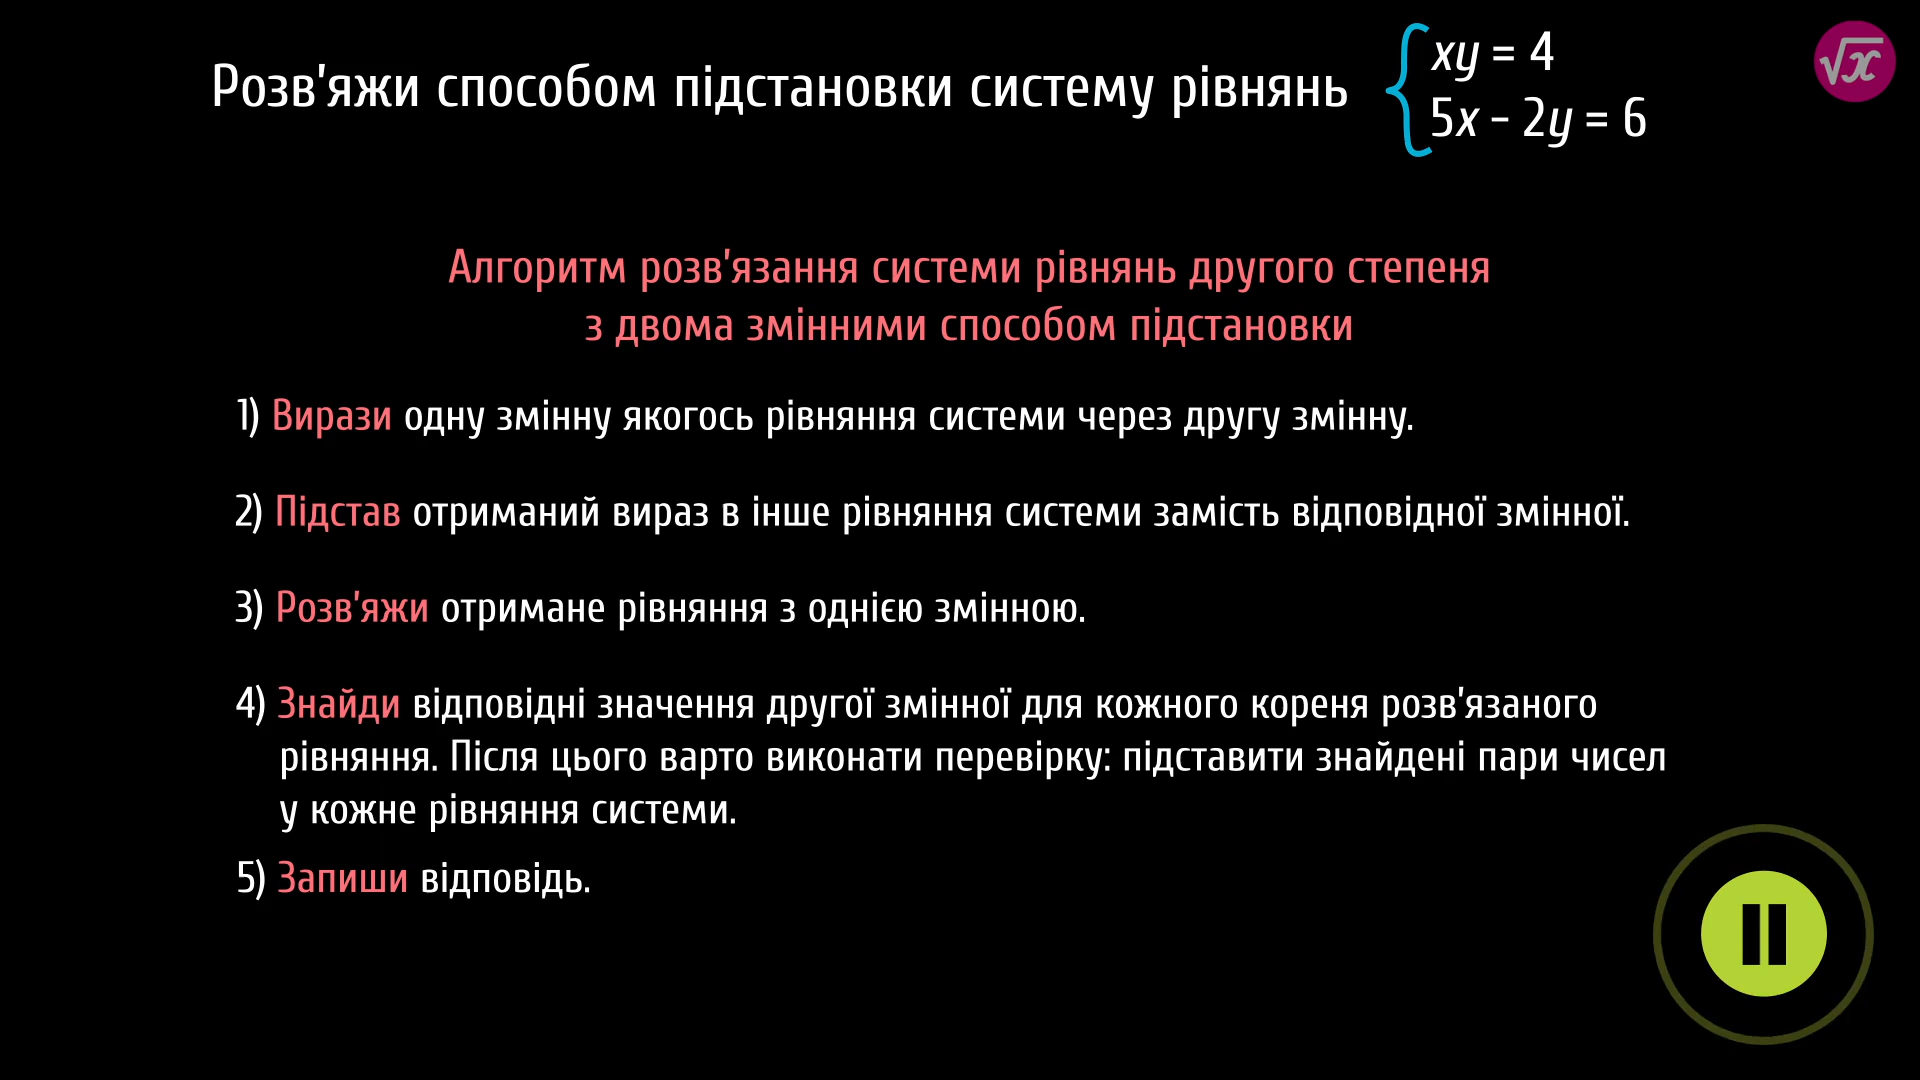 Розв'яжи способом підстановки систему рівнянь
xy = 4
5x - 2y = 6
√x
Алгоритм розв'язання системи рівнянь другого степеня
з двома змінними способом підстановки
1) Вирази одну змінну якогось рівняння системи через другу змінну.
2) Підстав отриманий вираз в інше рівняння системи замість відповідної змінної.
3) Розв'яжи отримане рівняння з однією змінною.
4) Знайди відповідні значення другої змінної для кожного кореня розв'язаного
рівняння. Після цього варто виконати перевірку: підставити знайдені пари чисел
у кожне рівняння системи.
5) Запиши відповідь.